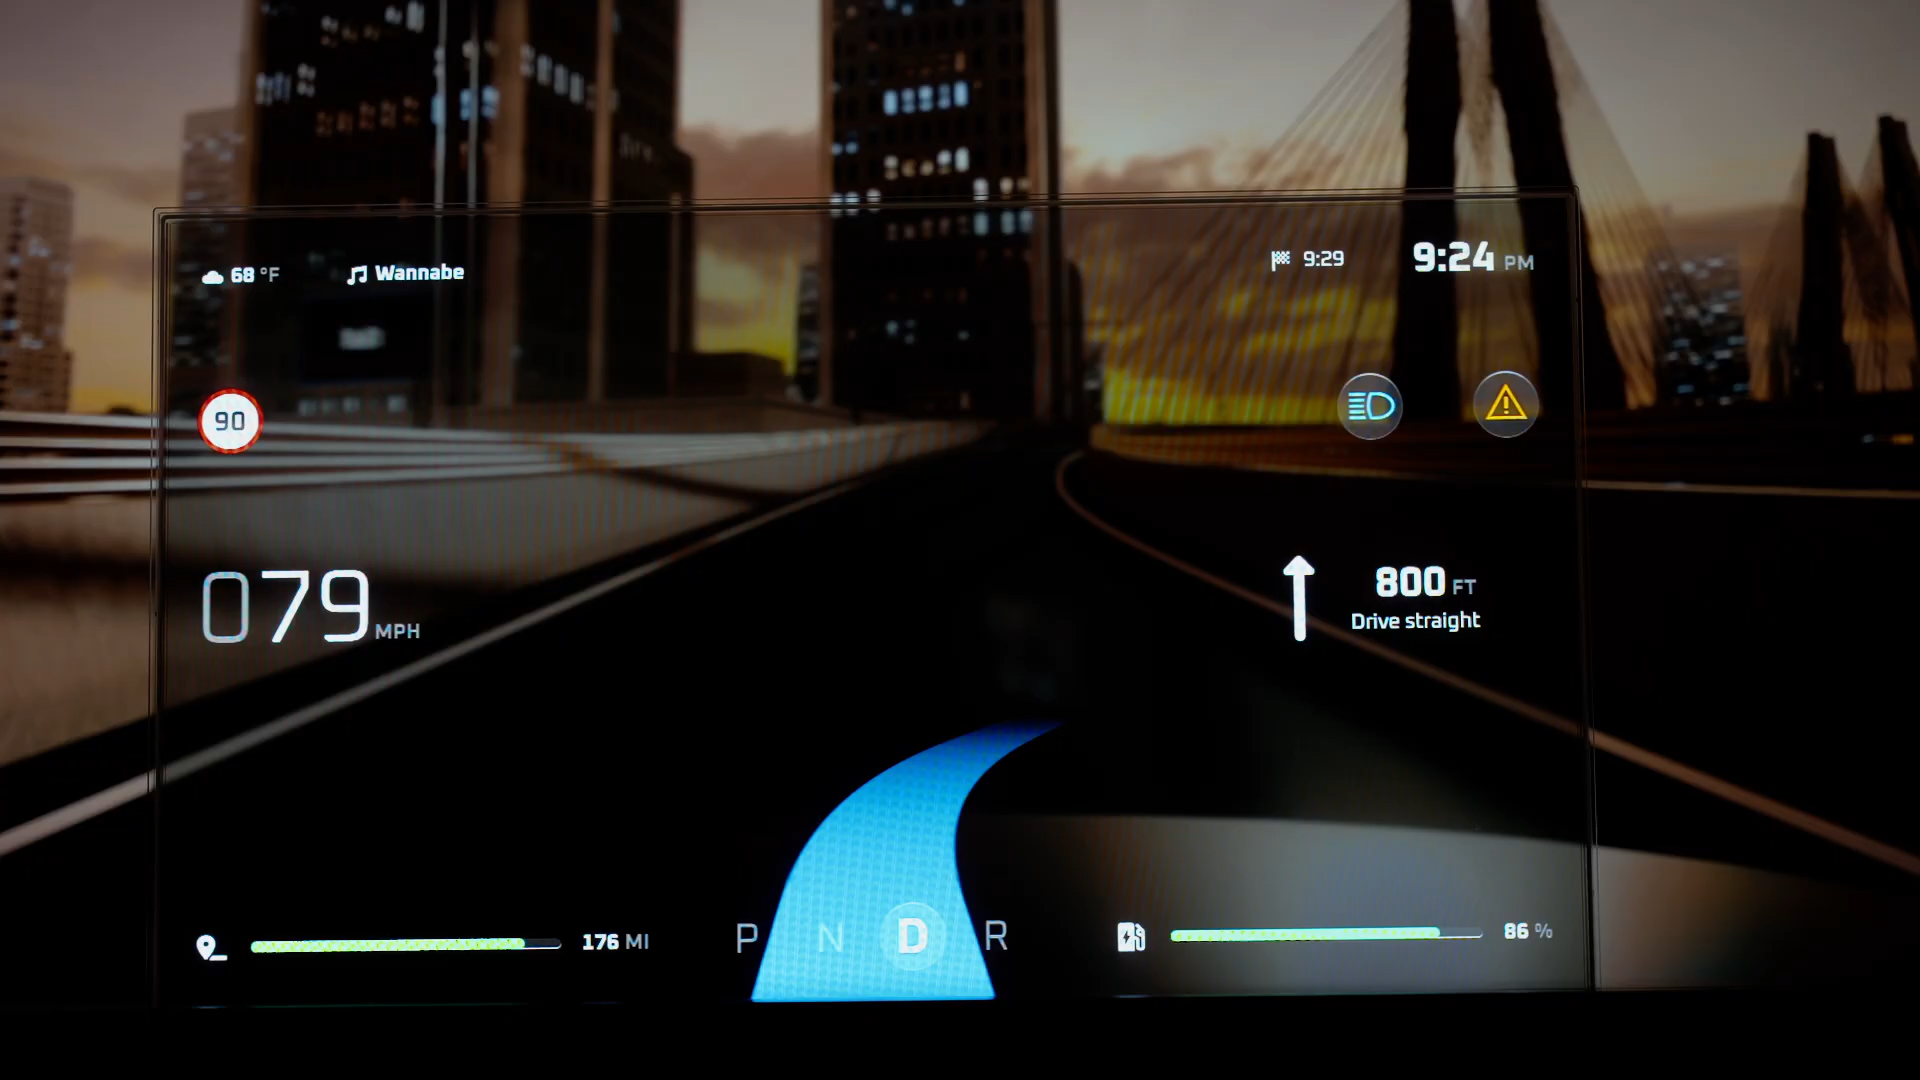 68 °F
Wannabe
9:29
9:24 PM
90
079 MPH
800 FT
Drive straight
176 MI
P N D R
86 %